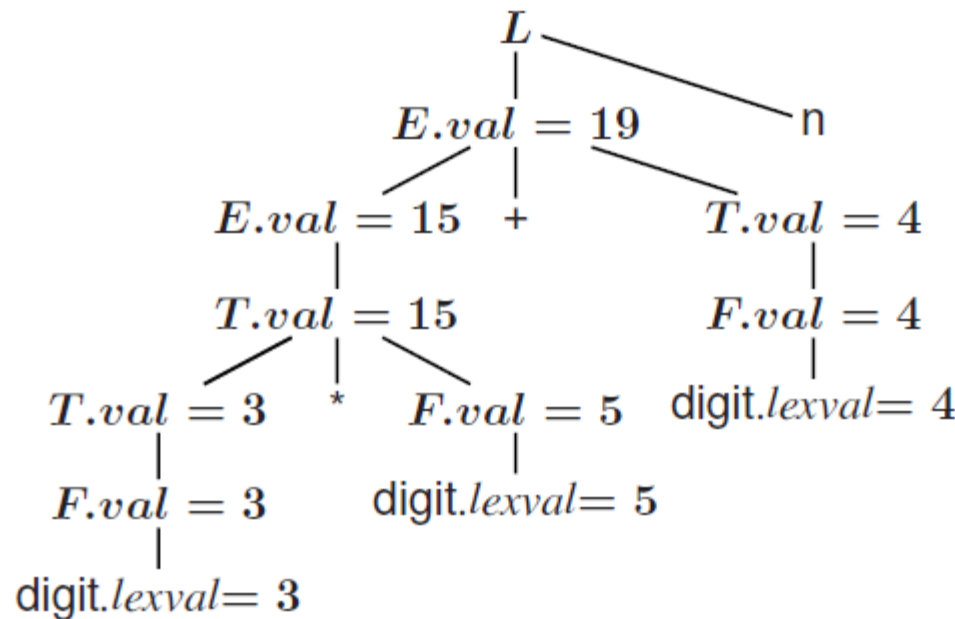 L
E.val = 19 n
E.val = 15 + T.val = 4
T.val = 15 F.val = 4
T.val = 3 * F.val = 5 digit.lexval= 4
F.val = 3 digit.lexval= 5
digit.lexval= 3